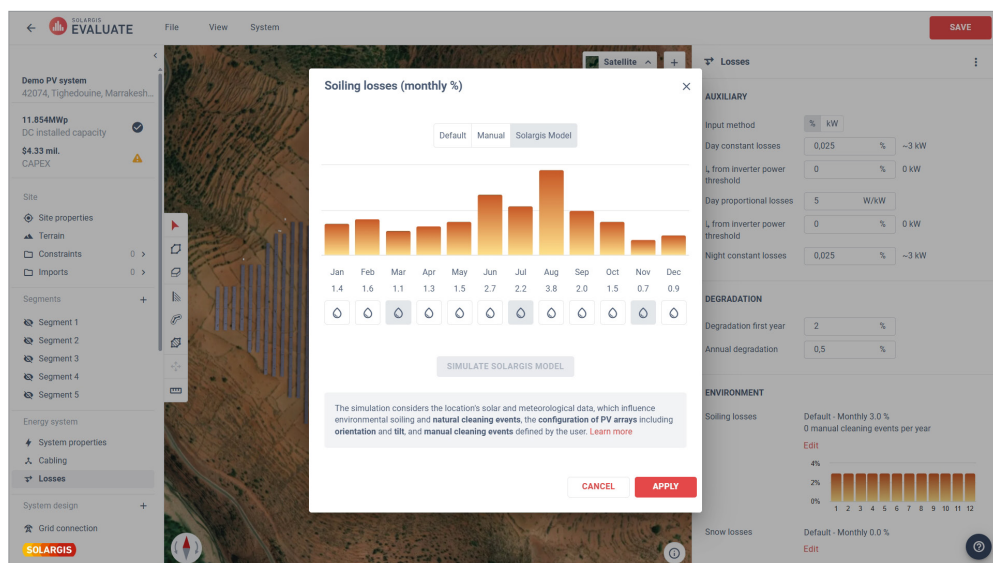 SOLARGIS
EVALUATE
File View System
SAVE
Demo PV system
42074, Tighedouine, Marrakesh...
11.854MWp
DC installed capacity
$4.33 mil.
CAPEX
Site
Site properties
Terrain
Constraints 0
Imports 0
Segments
Segment 1
Segment 2
Segment 3
Segment 4
Segment 5
Energy system
System properties
Cabling
Losses
System design
Grid connection
SOLARGIS
Satellite
Soiling losses (monthly %)
Default Manual Solargis Model
Jan Feb Mar Apr May Jun Jul Aug Sep Oct Nov Dec
1.4 1.6 1.1 1.3 1.5 2.7 2.2 3.8 2.0 1.5 0.7 0.9
SIMULATE SOLARGIS MODEL
The simulation considers the location's solar and meteorological data, which influence
environmental soiling and natural cleaning events, the configuration of PV arrays including
orientation and tilt, and manual cleaning events defined by the user. Learn more
CANCEL APPLY
Losses
AUXILIARY
Input method % kW
Day constant losses 0,025 % ~3 kW
from inverter power
threshold
0 % 0 kW
Day proportional losses 5 W/kW
from inverter power
threshold
0 % 0 kW
Night constant losses 0,025 % ~3 kW
DEGRADATION
Degradation first year 2 %
Annual degradation 0,5 %
ENVIRONMENT
Soiling losses Default - Monthly 3.0 %
0 manual cleaning events per year
Edit
4%
2%
0%
1 2 3 4 5 6 7 8 9 10 11 12
Snow losses Default - Monthly 0.0 %
Edit